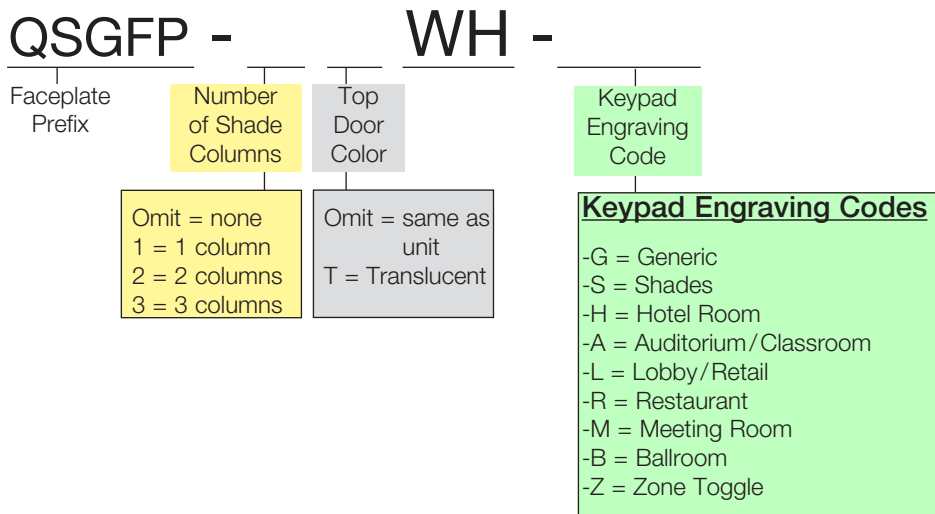 QSGFP - _ _ WH - _
Faceplate
Prefix
Number
of Shade
Columns
Top
Door
Color
Keypad
Engraving
Code
Omit = none
1 = 1 column
2 = 2 columns
3 = 3 columns
Omit = same as
unit
T = Translucent
Keypad Engraving Codes
-G = Generic
-S = Shades
-H = Hotel Room
-A = Auditorium/Classroom
-L = Lobby/Retail
-R = Restaurant
-M = Meeting Room
-B = Ballroom
-Z = Zone Toggle